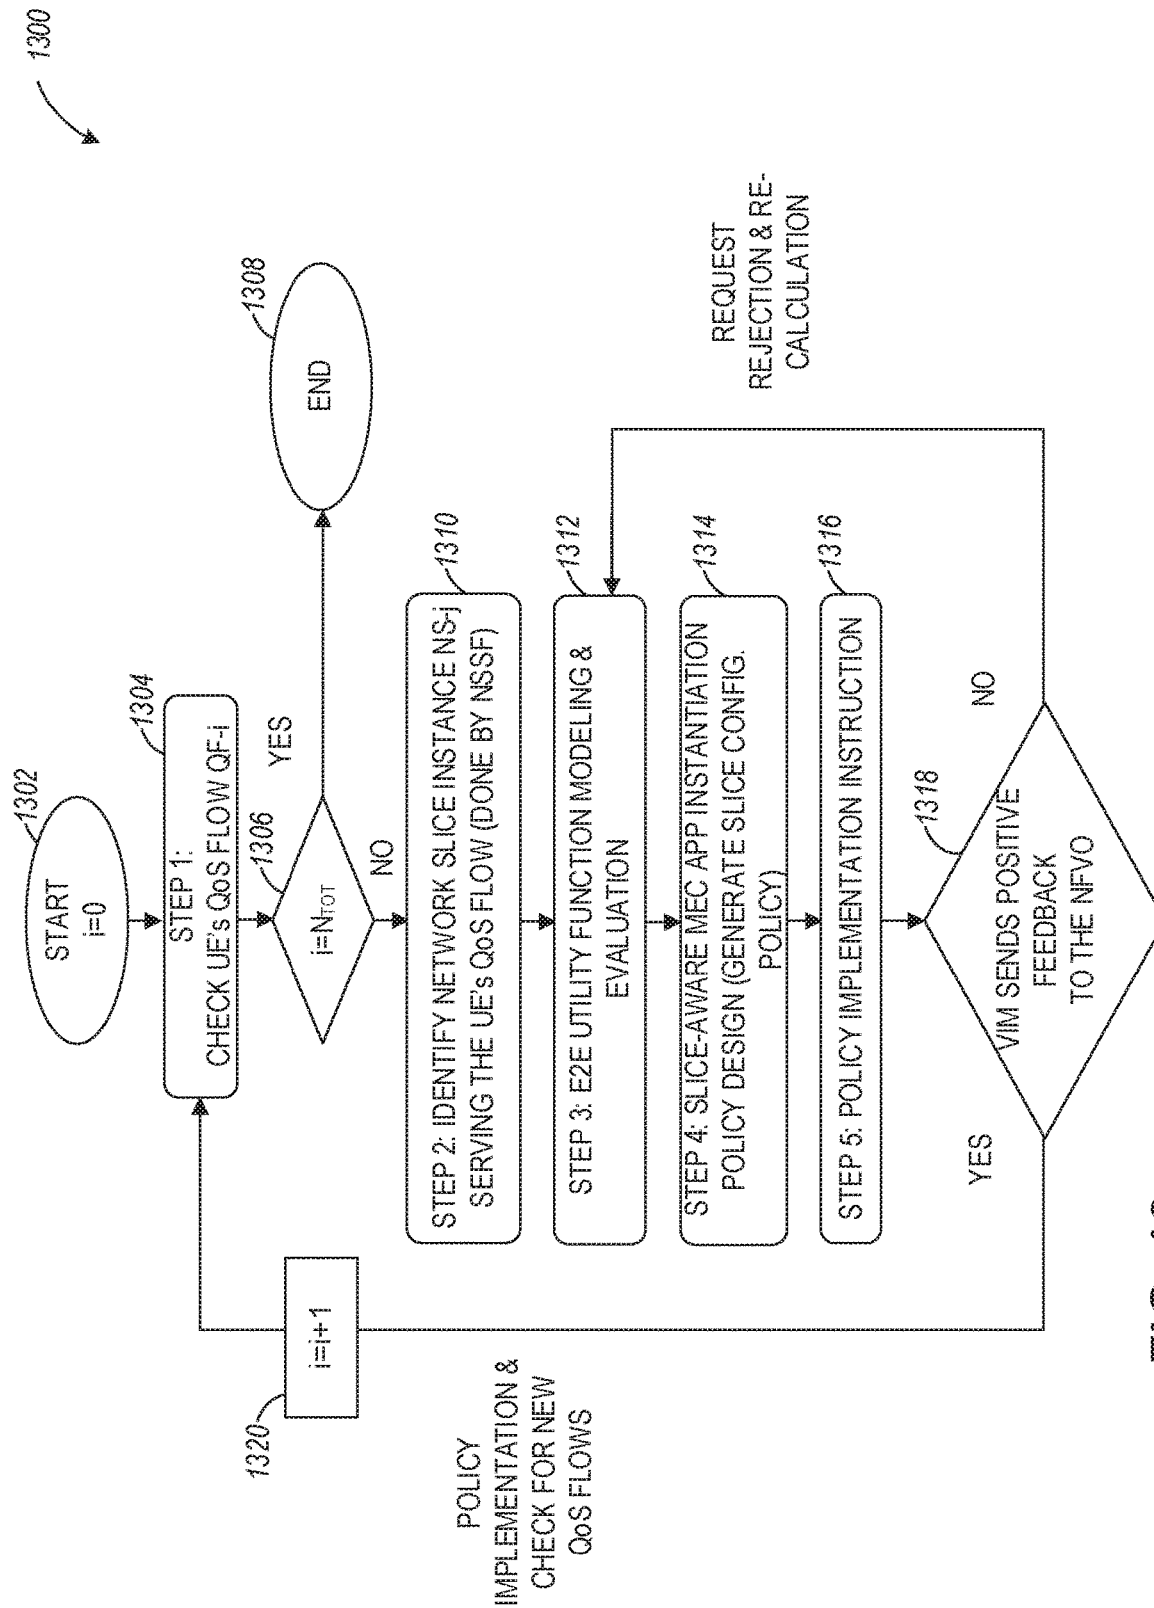 1300
1302
START
i=0
1304
STEP 1:
CHECK UE's QoS FLOW QF-i
1306
i=NTOT
YES
1308
END
NO
1310
STEP 2: IDENTIFY NETWORK SLICE INSTANCE NS-j
SERVING THE UE's QoS FLOW (DONE BY NSSF)
1312
STEP 3: E2E UTILITY FUNCTION MODELING &
EVALUATION
1314
STEP 4: SLICE-AWARE MEC APP INSTANTIATION
POLICY DESIGN (GENERATE SLICE CONFIG.
POLICY)
1316
STEP 5: POLICY IMPLEMENTATION INSTRUCTION
1318
VIM SENDS POSITIVE
FEEDBACK
TO THE NFVO
NO
REQUEST
REJECTION & RE-
CALCULATION
YES
1320
i=i+1
POLICY
IMPLEMENTATION &
CHECK FOR NEW
QoS FLOWS